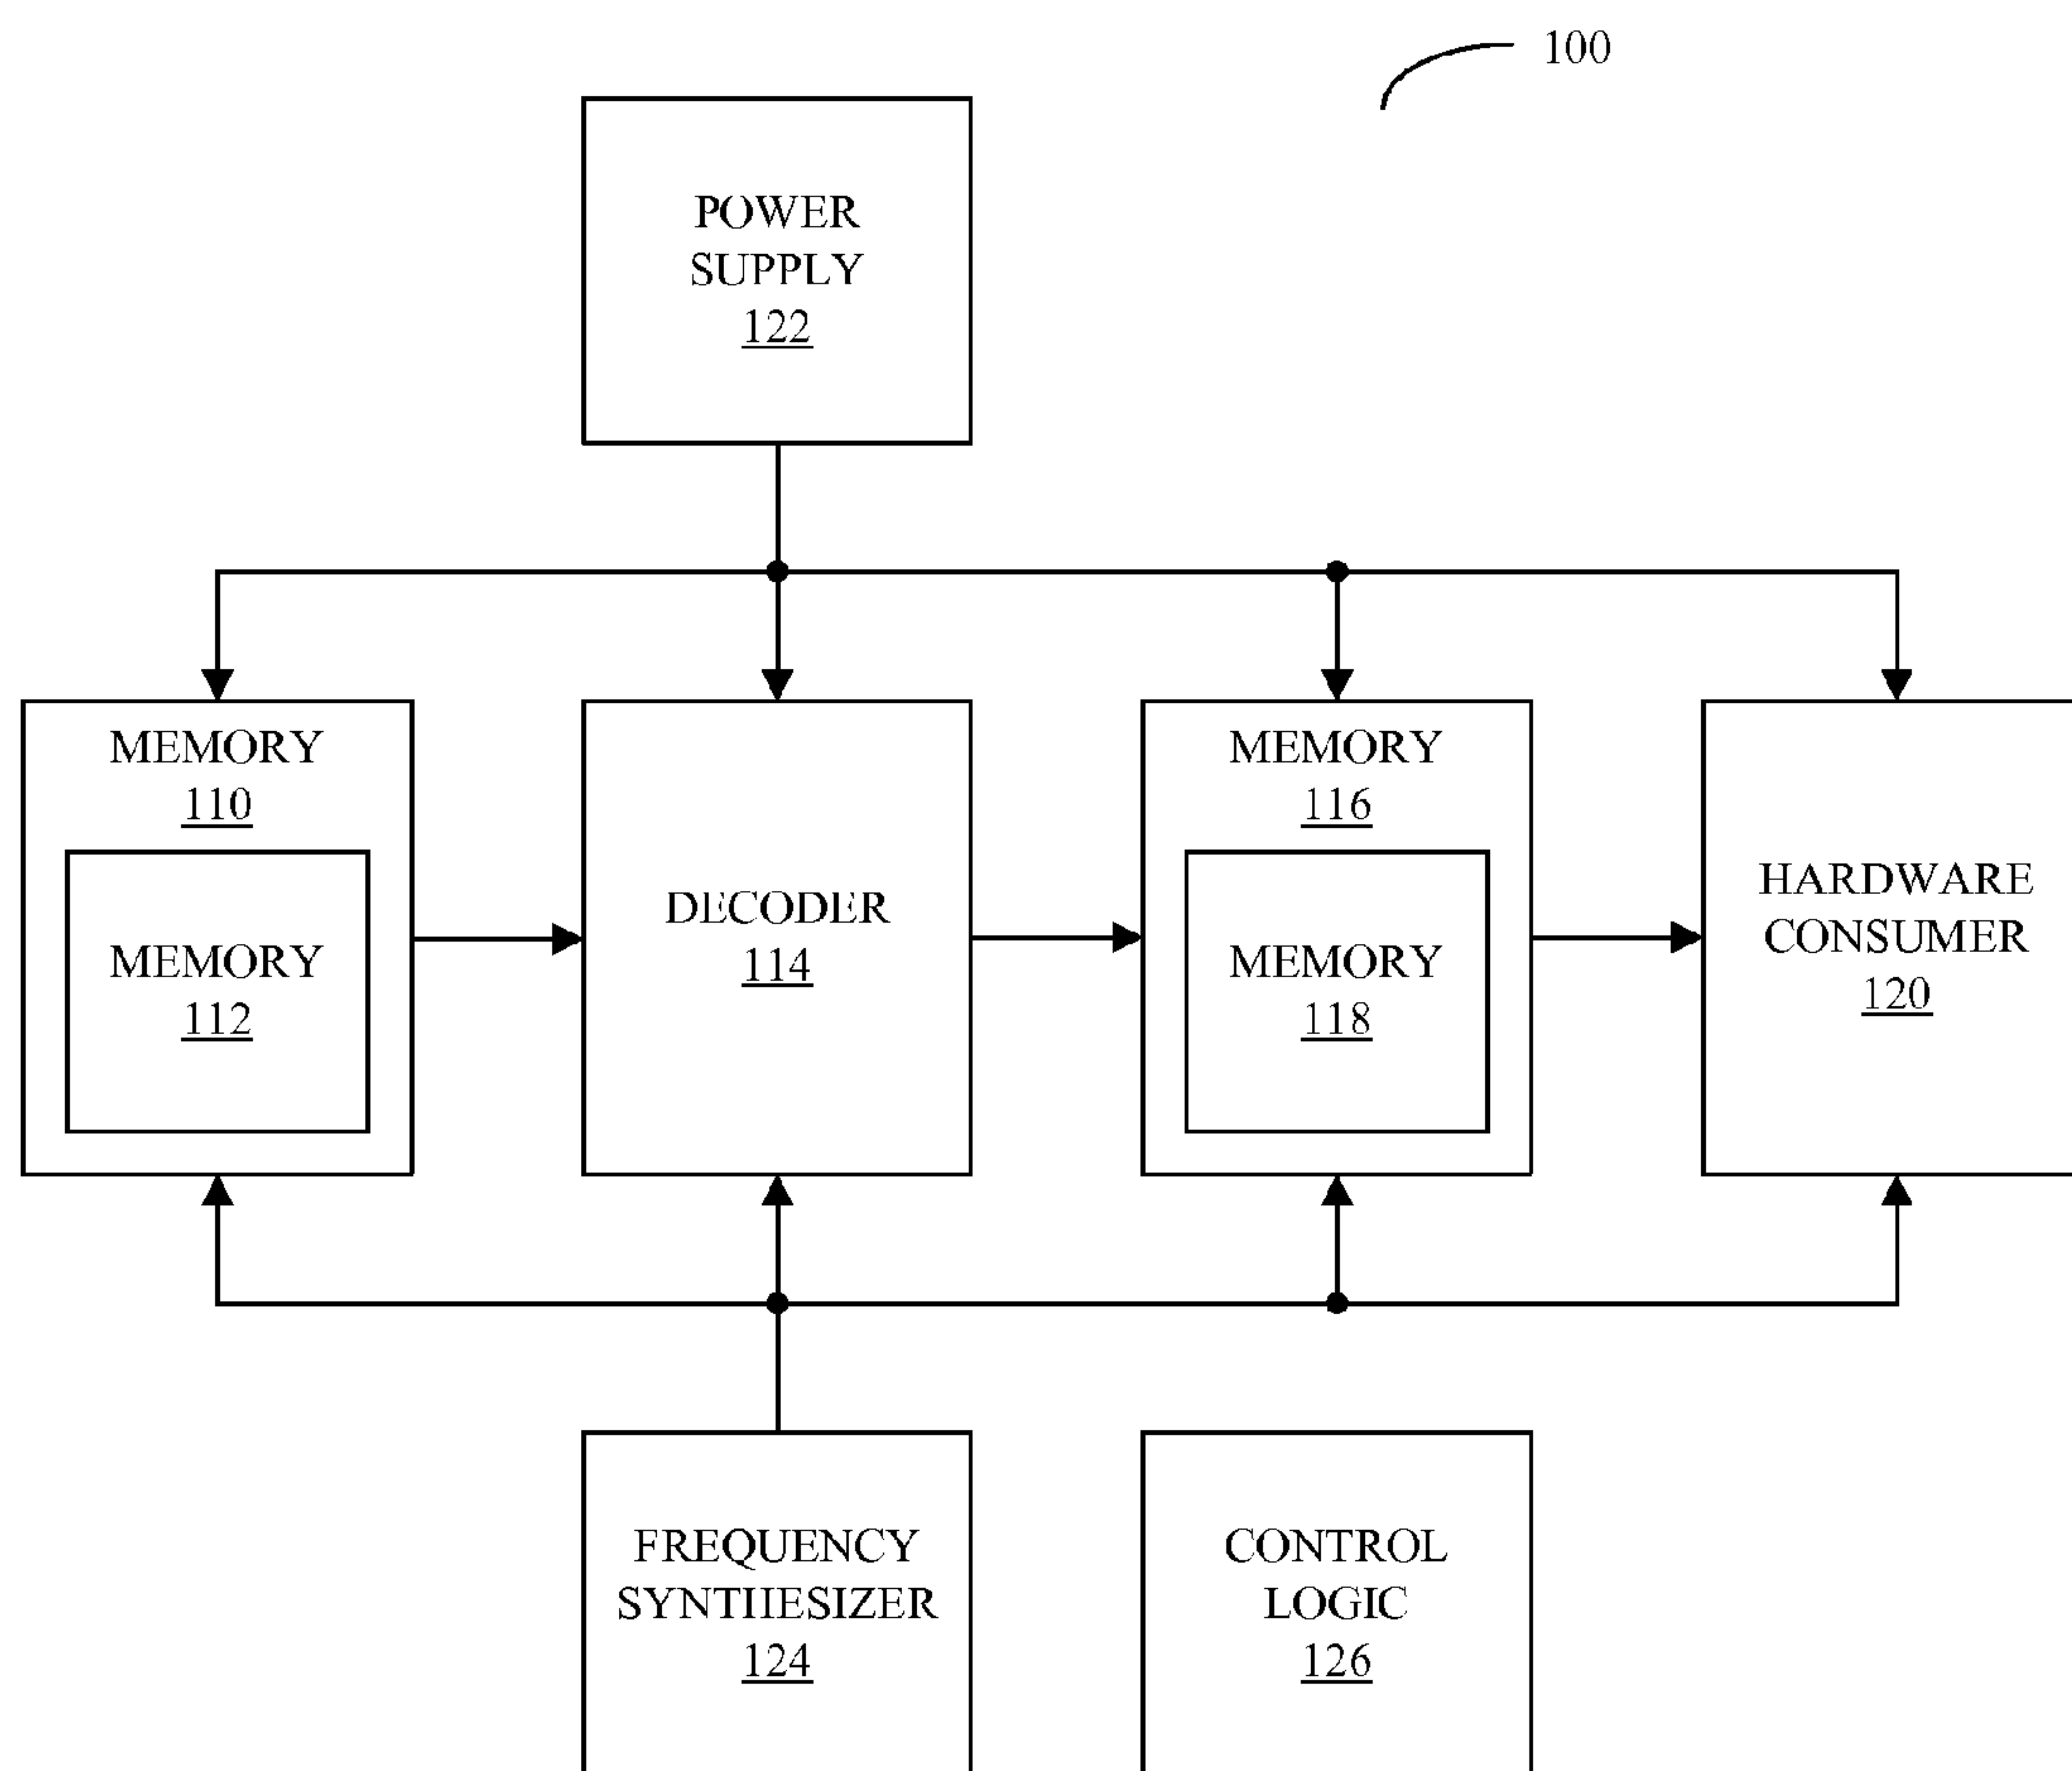 100
POWER
SUPPLY
122
MEMORY
110
MEMORY
112
DECODER
114
MEMORY
116
MEMORY
118
HARDWARE
CONSUMER
120
FREQUENCY
SYNTHESIZER
124
CONTROL
LOGIC
126